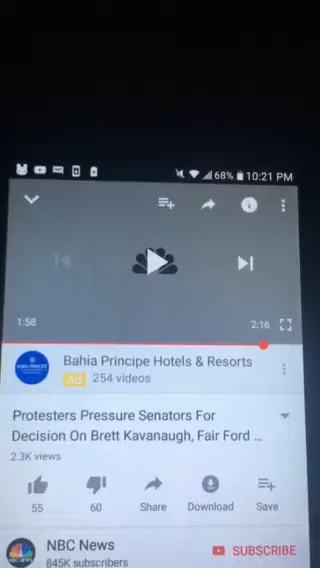 68% 10:21 PM
1:58
2:16
Bahia Principe Hotels & Resorts
Ad 254 videos
Protesters Pressure Senators For
Decision On Brett Kavanaugh, Fair Ford ...
2.3K views
55 60 Share Download Save
NBC News
845K subscribers
SUBSCRIBE